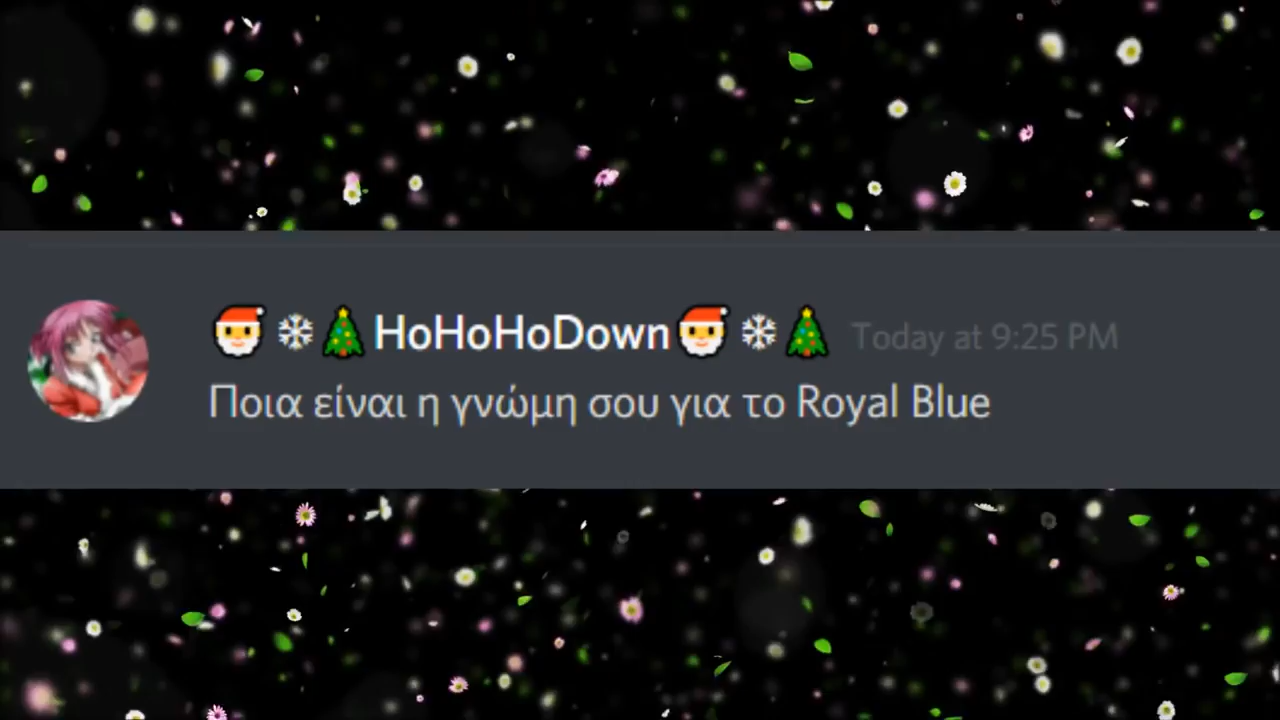 🎅❄🎄HoHoHoDown🎅❄🎄 Today at 9:25 PM
Ποια είναι η γνώμη σου για το Royal Blue